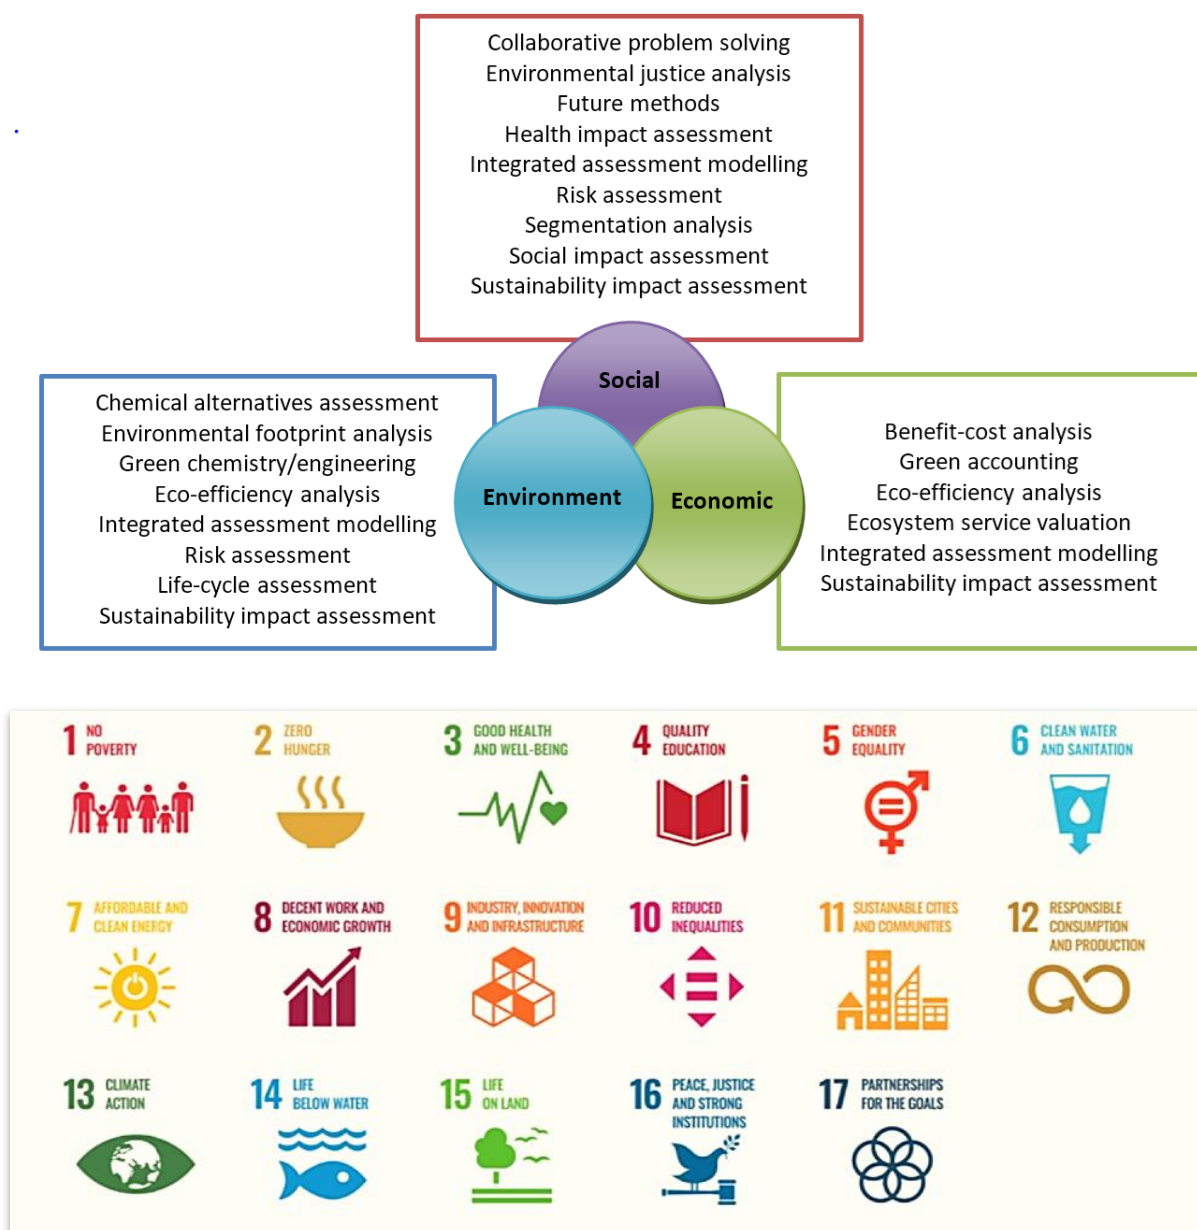 Collaborative problem solving
Environmental justice analysis
Future methods
Health impact assessment
Integrated assessment modelling
Risk assessment
Segmentation analysis
Social impact assessment
Sustainability impact assessment
Social
Chemical alternatives assessment
Environmental footprint analysis
Green chemistry/engineering
Eco-efficiency analysis
Integrated assessment modelling
Risk assessment
Life-cycle assessment
Sustainability impact assessment
Environment
Economic
Benefit-cost analysis
Green accounting
Eco-efficiency analysis
Ecosystem service valuation
Integrated assessment modelling
Sustainability impact assessment
1 NO
POVERTY
2 ZERO
HUNGER
3 GOOD HEALTH
AND WELL-BEING
4 QUALITY
EDUCATION
5 GENDER
EQUALITY
6 CLEAN WATER
AND SANITATION
7 AFFORDABLE AND
CLEAN ENERGY
8 DECENT WORK AND
ECONOMIC GROWTH
9 INDUSTRY, INNOVATION
AND INFRASTRUCTURE
10 REDUCED
INEQUALITIES
11 SUSTAINABLE CITIES
AND COMMUNITIES
12 RESPONSIBLE
CONSUMPTION
AND PRODUCTION
13 CLIMATE
ACTION
14 LIFE
BELOW WATER
15 LIFE
ON LAND
16 PEACE, JUSTICE
AND STRONG
INSTITUTIONS
17 PARTNERSHIPS
FOR THE GOALS